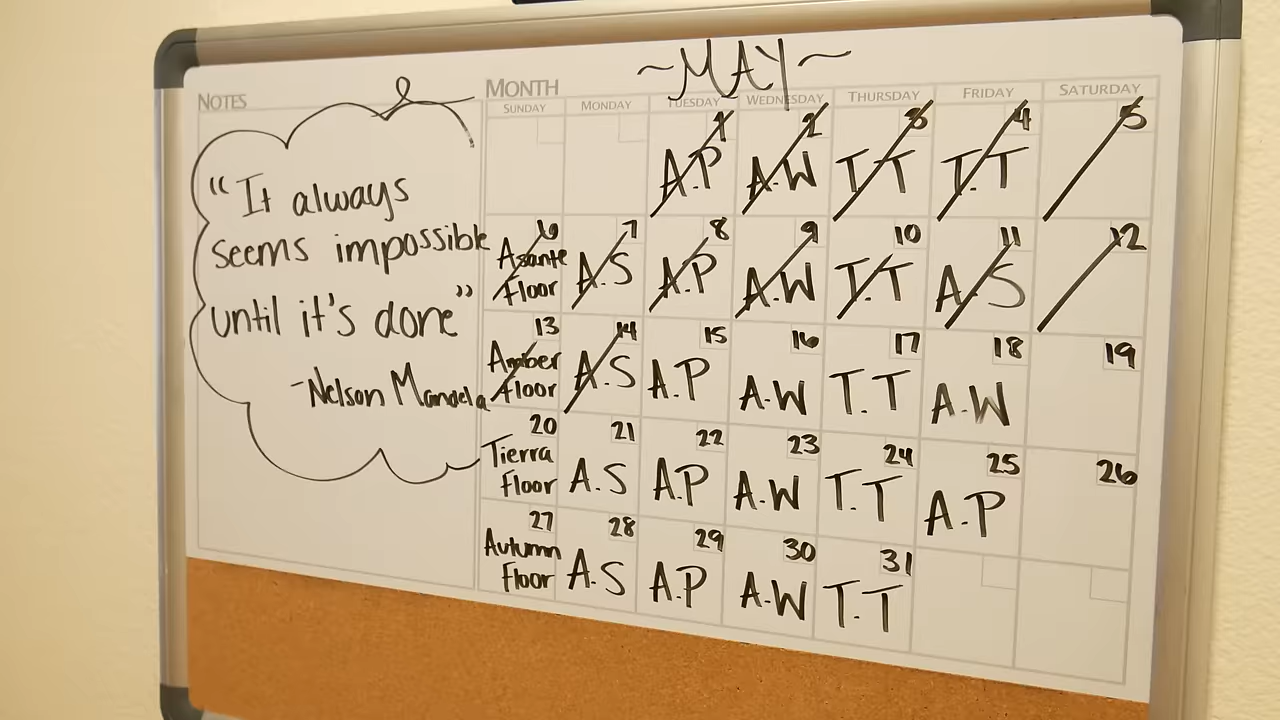 ~MAY~
NOTES
MONTH
SUNDAY MONDAY TUESDAY WEDNESDAY THURSDAY FRIDAY SATURDAY
"It always
seems impossible
until it's done"
-Nelson Mandela
1 2 3 4 5
A.P A.W T.T T.T
6 7 8 9 10 11 12
Asante
Floor
A.S A.P A.W T.T A/S
13 14 15 16 17 18 19
Amber
Floor
A.S A.P A.W T.T A.W
20 21 22 23 24 25 26
Tierra
Floor
A.S A.P A.W T.T A.P
27 28 29 30 31
Autumn
Floor
A.S A.P A.W T.T